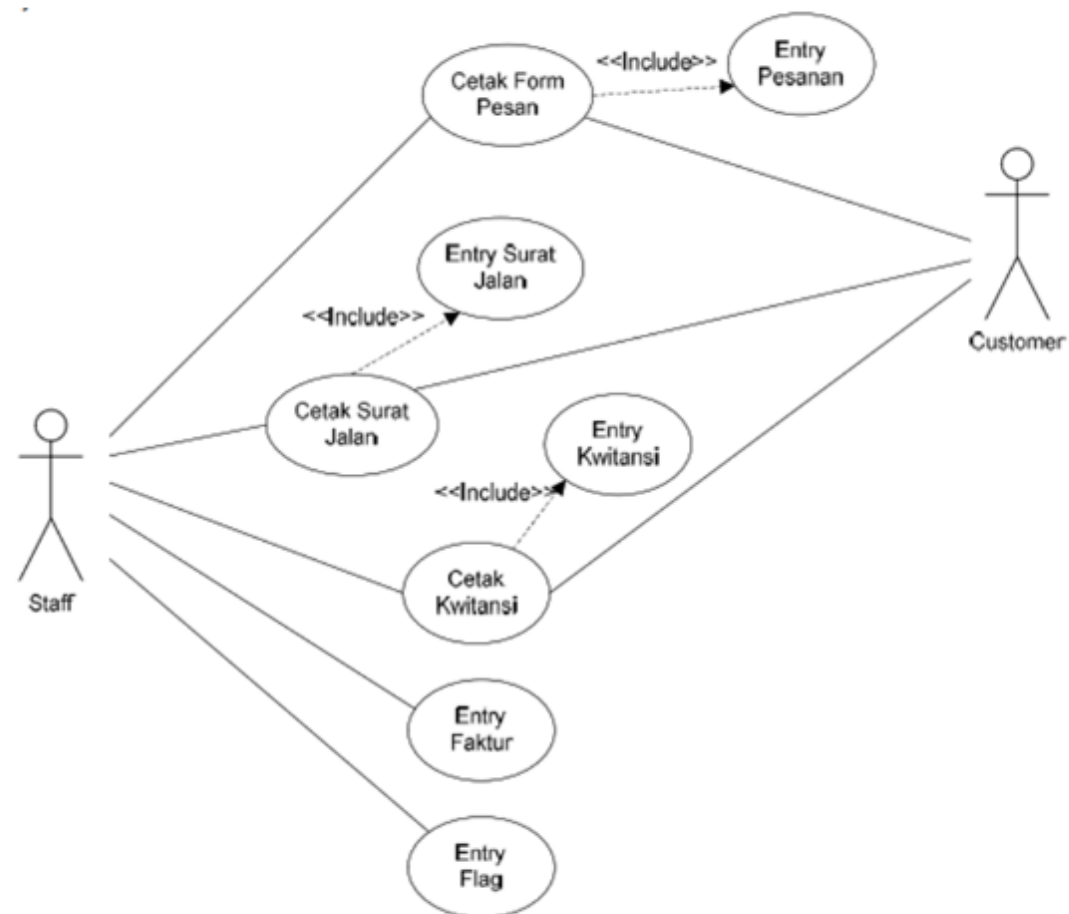 Cetak Form
Pesan
<<Include>>
Entry
Pesanan
Entry Surat
Jalan
<<Include>>
Customer
Cetak Surat
Jalan
Entry
Kwitansi
<<Include>>
Staff
Cetak
Kwitansi
Entry
Faktur
Entry
Flag